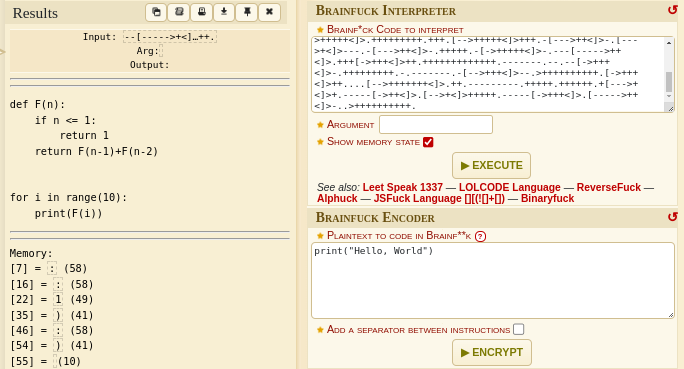 Results
Input: --[----->+<]…++.
Arg:
Output:
def F(n):
    if n <= 1:
        return 1
    return F(n-1)+F(n-2)
for i in range(10):
    print(F(i))
Memory:
[7] = : (58)
[16] = : (58)
[22] = 1 (49)
[35] = ) (41)
[46] = : (58)
[54] = ) (41)
[55] = (10)
Brainfuck Interpreter
Brainf*ck Code to interpret
>+++++<]>.+++++++++.+++.[-->+++++<]>+++.-[--->++<]>-.[---
>+<]>---.-[--->++<]>-.+++++.-[->+++++<]>-.---[----->++
<]>.+++[->+++<]>++.+++++++++++++.-------.--.--[->+++
<]>-.+++++++++.--.-------.-[-->+++<]>--.>++++++++++.[->+++
<]>++....[-->+++++++<]>.++.---------.+++++.++++++.+[--->+
<]>+.-----[->++<]>.[-->+<]>+++++.-----[->+++<]>.[----->++
<]>-..>++++++++++.
Argument
Show memory state
▶ EXECUTE
See also: Leet Speak 1337 — LOLCODE Language — ReverseFuck —
Alphuck — JSFuck Language [][(![]+[]) — Binaryfuck
Brainfuck Encoder
Plaintext to code in Brainf**k ?
print("Hello, World")
Add a separator between instructions
▶ ENCRYPT